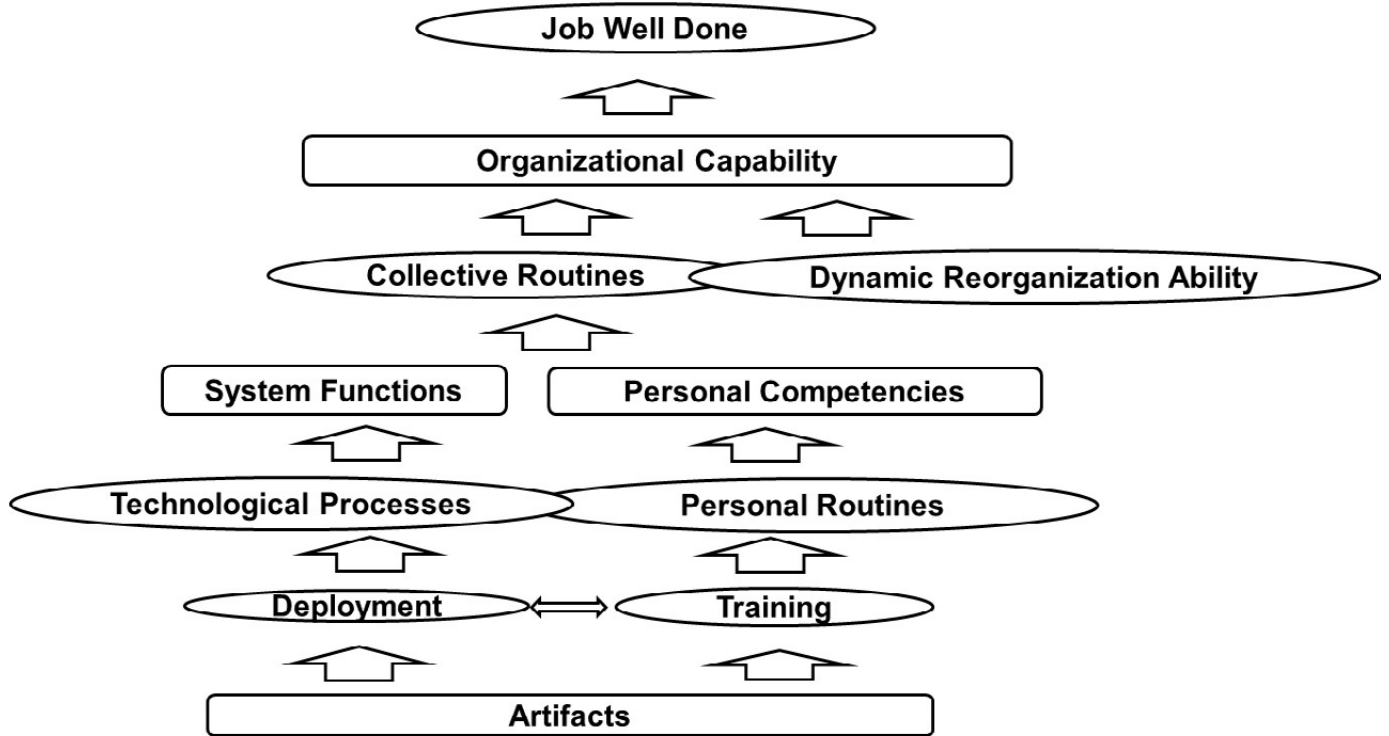 Job Well Done
Organizational Capability
Collective Routines
Dynamic Reorganization Ability
System Functions
Personal Competencies
Technological Processes
Personal Routines
Deployment
Training
Artifacts